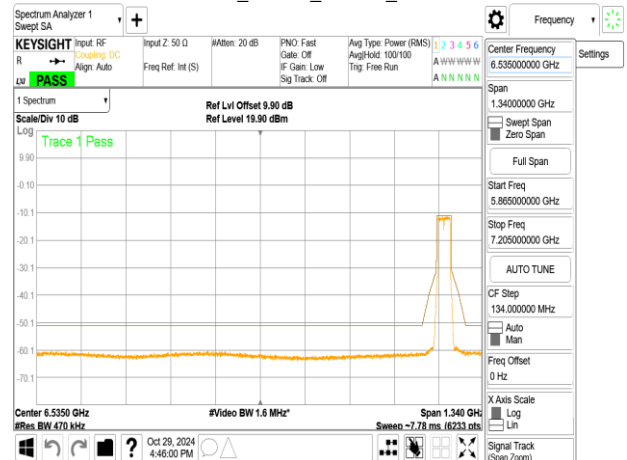 Spectrum Analyzer 1
Swept SA
Frequency
KEYSIGHT
R
LXI
PASS
Input: RF
Coupling: DC
Align: Auto
Input Z: 50 Ω
Freq Ref: Int (S)
#Atten: 20 dB
PNO: Fast
Gate: Off
IF Gain: Low
Sig Track: Off
Avg Type: Power (RMS)
Avg|Hold: 100/100
Trig: Free Run
1 2 3 4 5 6
A W W W W W
A N N N N N
Center Frequency
6.535000000 GHz
Settings
Span
1.34000000 GHz
Swept Span
Zero Span
Full Span
Start Freq
5.865000000 GHz
Stop Freq
7.205000000 GHz
AUTO TUNE
CF Step
134.000000 MHz
Auto
Man
Freq Offset
0 Hz
X Axis Scale
Log
Lin
Signal Track
(Span Zoom)
1 Spectrum
Scale/Div 10 dB
Ref Lvl Offset 9.90 dB
Ref Level 19.90 dBm
Log
Trace 1 Pass
9.90
-0.10
-10.1
-20.1
-30.1
-40.1
-50.1
-60.1
-70.1
Center 6.5350 GHz
#Video BW 1.6 MHz*
Span 1.340 GHz
#Res BW 470 kHz
Sweep ~7.78 ms (6233 pts)
?
Oct 29, 2024
4:46:00 PM